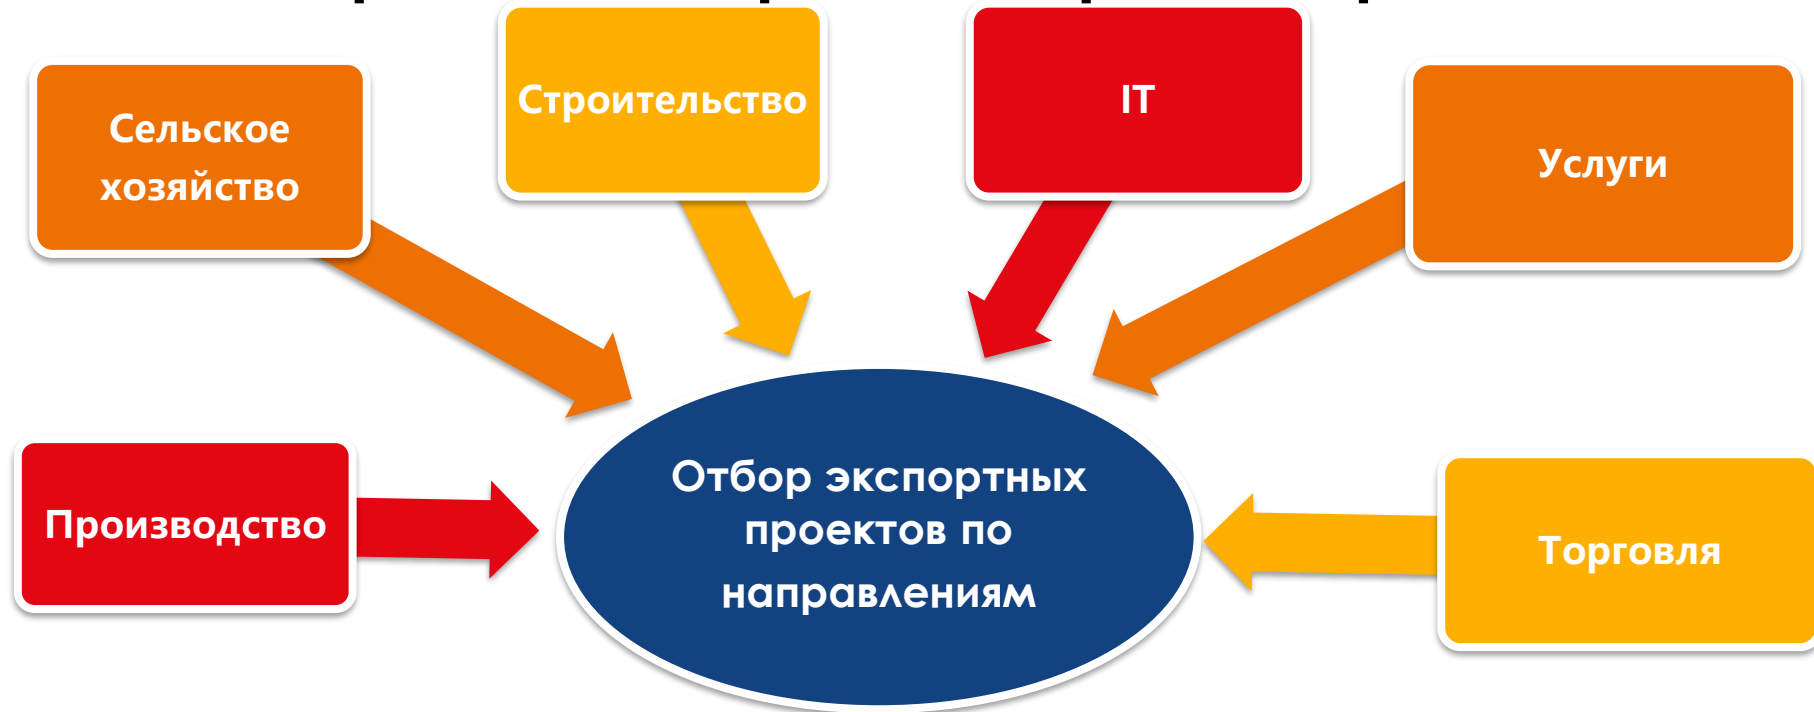 Строительство
IT
Сельское
хозяйство
Услуги
Отбор экспортных
проектов по
направлениям
Производство
Торговля